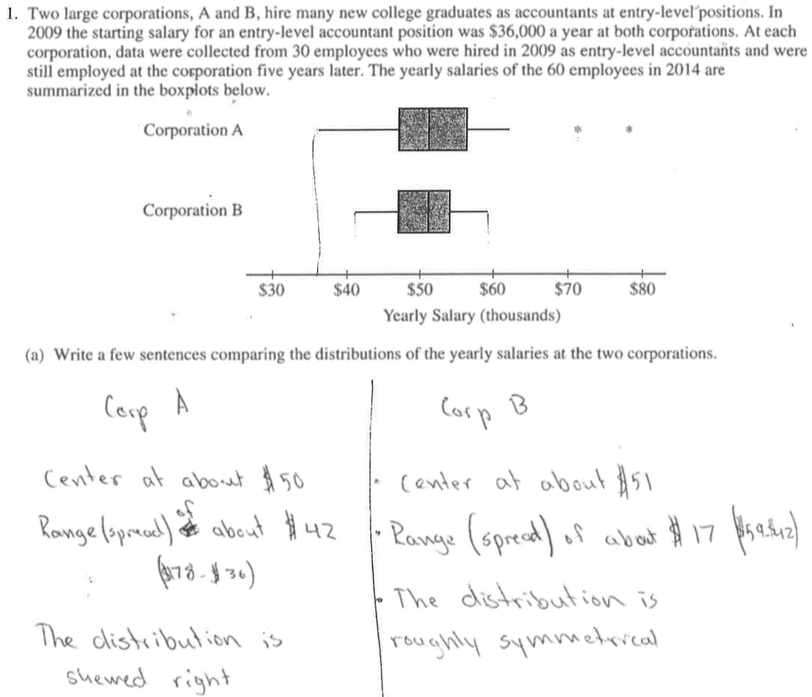 1. Two large corporations, A and B, hire many new college graduates as accountants at entry-level positions. In
2009 the starting salary for an entry-level accountant position was $36,000 a year at both corporations. At each
corporation, data were collected from 30 employees who were hired in 2009 as entry-level accountants and were
still employed at the corporation five years later. The yearly salaries of the 60 employees in 2014 are
summarized in the boxplots below.
Corporation A
Corporation B
$30 $40 $50 $60 $70 $80
Yearly Salary (thousands)
(a) Write a few sentences comparing the distributions of the yearly salaries at the two corporations.
Corp A
Center at about $50
Range (spread) of about $42
($78-$36)
The distribution is
skewed right
Corp B
• Center at about $51
• Range (spread) of about $17 ($59-$42)
• The distribution is
roughly symmetrical